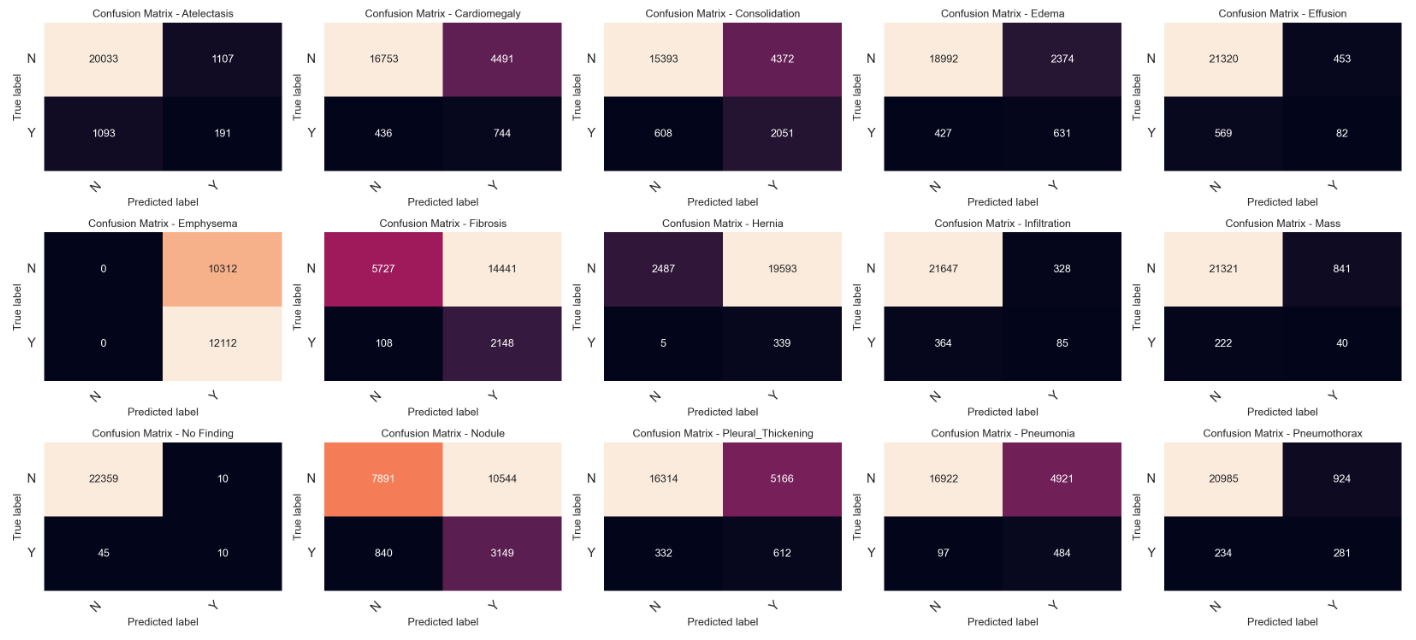 Confusion Matrix - Atelectasis
True label
N
20033 1107
Y
1093 191
N Y
Predicted label
Confusion Matrix - Cardiomegaly
True label
N
16753 4491
Y
436 744
N Y
Predicted label
Confusion Matrix - Consolidation
True label
N
15393 4372
Y
608 2051
N Y
Predicted label
Confusion Matrix - Edema
True label
N
18992 2374
Y
427 631
N Y
Predicted label
Confusion Matrix - Effusion
True label
N
21320 453
Y
569 82
N Y
Predicted label
Confusion Matrix - Emphysema
True label
N
0 10312
Y
0 12112
N Y
Predicted label
Confusion Matrix - Fibrosis
True label
N
5727 14441
Y
108 2148
N Y
Predicted label
Confusion Matrix - Hernia
True label
N
2487 19593
Y
5 339
N Y
Predicted label
Confusion Matrix - Infiltration
True label
N
21647 328
Y
364 85
N Y
Predicted label
Confusion Matrix - Mass
True label
N
21321 841
Y
222 40
N Y
Predicted label
Confusion Matrix - No Finding
True label
N
22359 10
Y
45 10
N Y
Predicted label
Confusion Matrix - Nodule
True label
N
7891 10544
Y
840 3149
N Y
Predicted label
Confusion Matrix - Pleural_Thickening
True label
N
16314 5166
Y
332 612
N Y
Predicted label
Confusion Matrix - Pneumonia
True label
N
16922 4921
Y
97 484
N Y
Predicted label
Confusion Matrix - Pneumothorax
True label
N
20985 924
Y
234 281
N Y
Predicted label